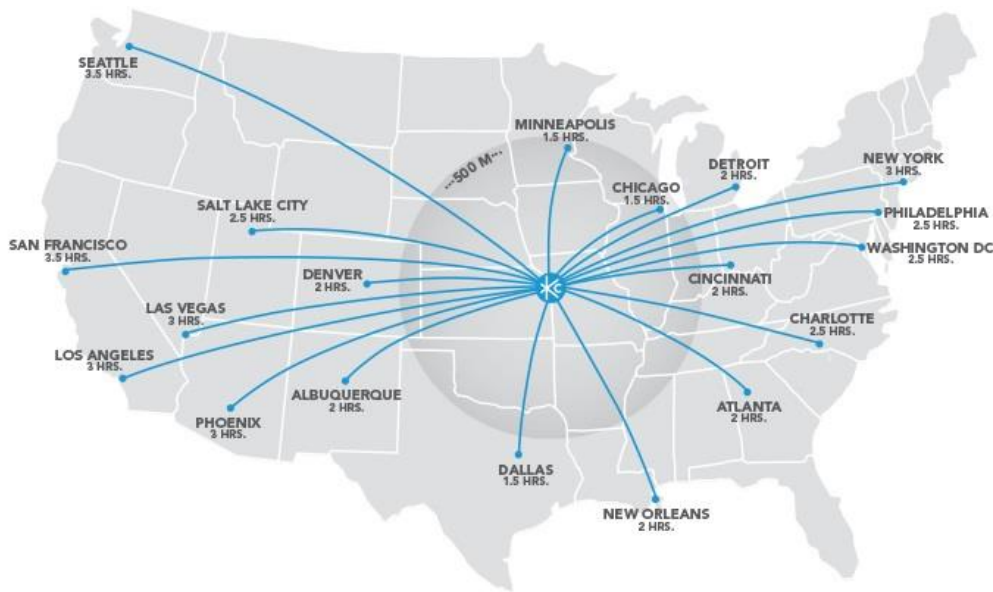 SEATTLE
3.5 HRS.
MINNEAPOLIS
1.5 HRS.
...500 M...
DETROIT
2 HRS.
NEW YORK
3 HRS.
CHICAGO
1.5 HRS.
SALT LAKE CITY
2.5 HRS.
PHILADELPHIA
2.5 HRS.
SAN FRANCISCO
3.5 HRS.
WASHINGTON DC
2.5 HRS.
DENVER
2 HRS.
CINCINNATI
2 HRS.
KC
LAS VEGAS
3 HRS.
CHARLOTTE
2.5 HRS.
LOS ANGELES
3 HRS.
ALBUQUERQUE
2 HRS.
ATLANTA
2 HRS.
PHOENIX
3 HRS.
DALLAS
1.5 HRS.
NEW ORLEANS
2 HRS.